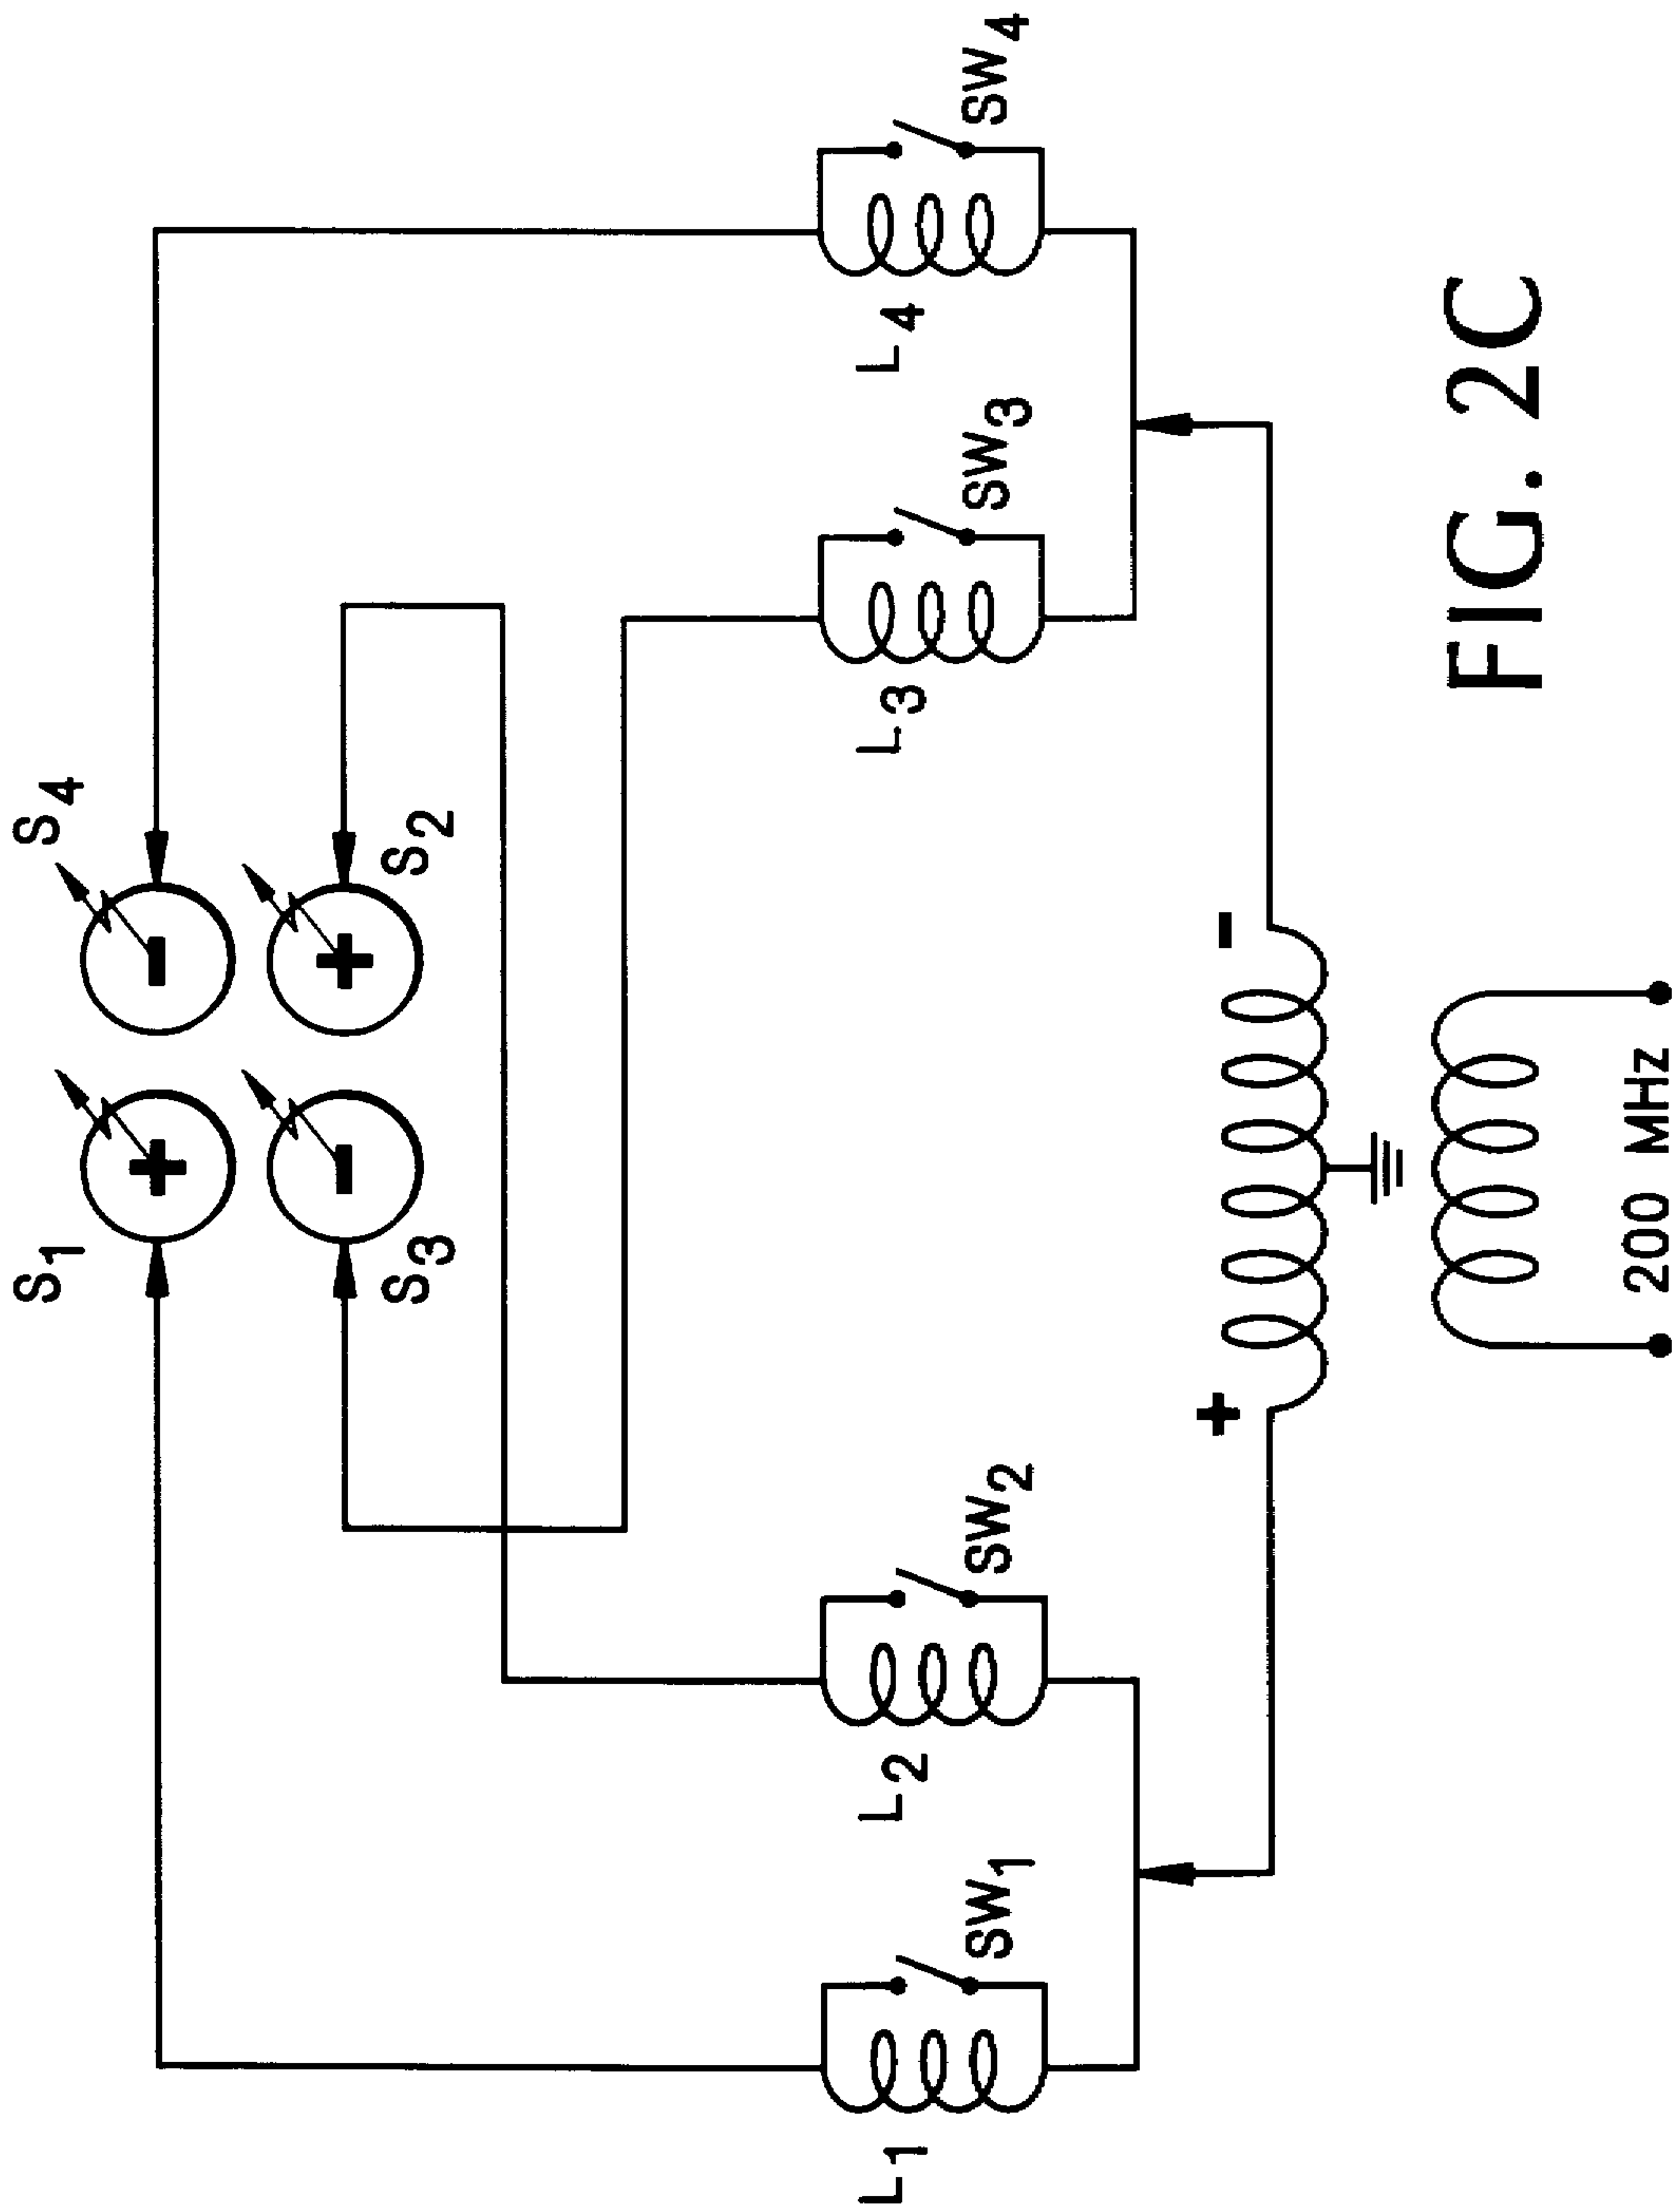 S1 S4
+ -
- +
S3 S2
L1 L2 L3 L4
SW1 SW2 SW3 SW4
+ -
FIG. 2C
200 MHz